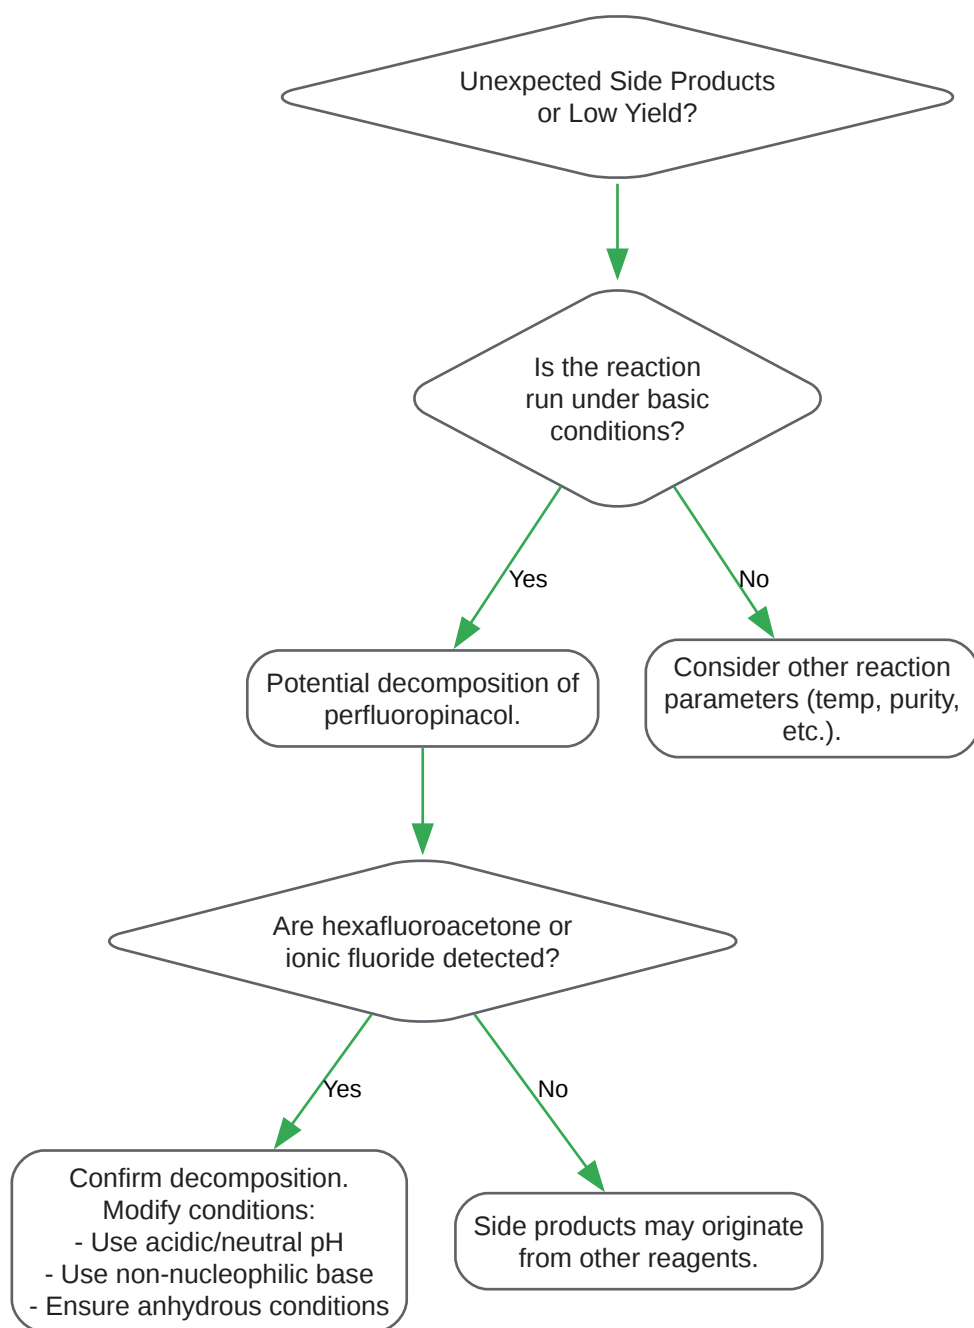 Unexpected Side Products
or Low Yield?
Is the reaction
run under basic
conditions?
Yes
No
Potential decomposition of
perfluoropinacol.
Consider other reaction
parameters (temp, purity,
etc.).
Are hexafluoroacetone or
ionic fluoride detected?
Yes
No
Confirm decomposition.
Modify conditions:
- Use acidic/neutral pH
- Use non-nucleophilic base
- Ensure anhydrous conditions
Side products may originate
from other reagents.